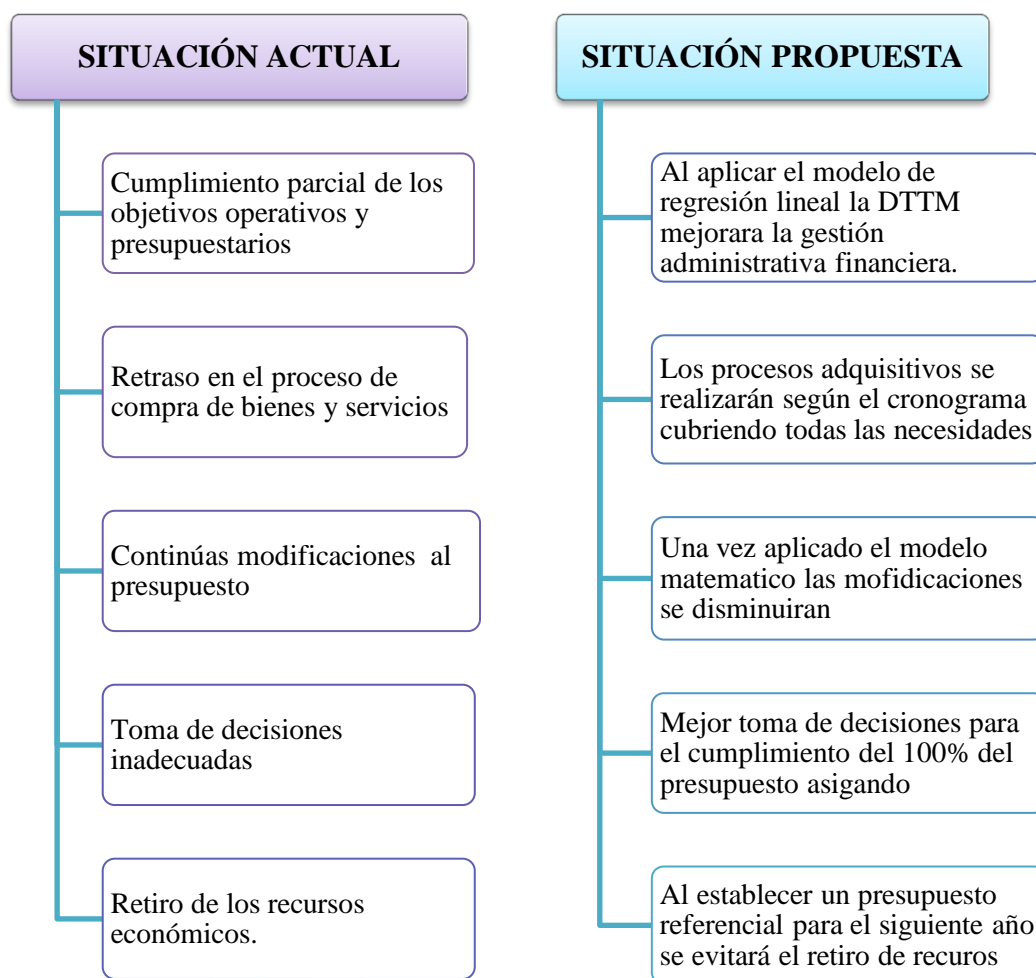 SITUACIÓN ACTUAL
Cumplimiento parcial de los
objetivos operativos y
presupuestarios
Retraso en el proceso de
compra de bienes y servicios
Continúas modificaciones al
presupuesto
Toma de decisiones
inadecuadas
Retiro de los recursos
económicos.
SITUACIÓN PROPUESTA
Al aplicar el modelo de
regresión lineal la DTTM
mejorara la gestión
administrativa financiera.
Los procesos adquisitivos se
realizarán según el cronograma
cubriendo todas las necesidades
Una vez aplicado el modelo
matematico las mofidicaciones
se disminuiran
Mejor toma de decisiones para
el cumplimiento del 100% del
presupuesto asigando
Al establecer un presupuesto
referencial para el siguiente año
se evitará el retiro de recuros